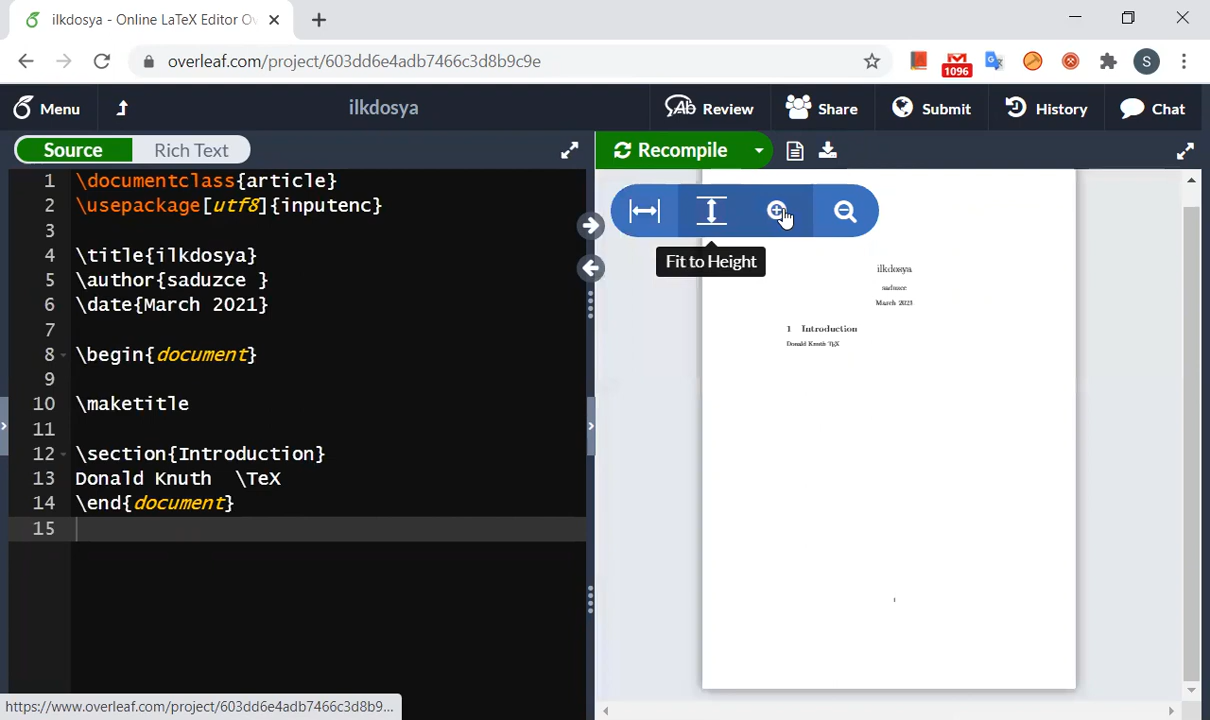 ilkdosya - Online LaTeX Editor Ov
overleaf.com/project/603dd6e4adb7466c3d8b9c9e
1096
S
Menu
ilkdosya
Review
Share
Submit
History
Chat
Source
Rich Text
Recompile
1 \documentclass{article}
2 \usepackage[utf8]{inputenc}
3
4 \title{ilkdosya}
5 \author{saduzce }
6 \date{March 2021}
7
8 \begin{document}
9
10 \maketitle
11
12 \section{Introduction}
13 Donald Knuth  \TeX
14 \end{document}
15
Fit to Height
ilkdosya
saduzce
March 2021
1 Introduction
Donald Knuth TEX
1
https://www.overleaf.com/project/603dd6e4adb7466c3d8b9...